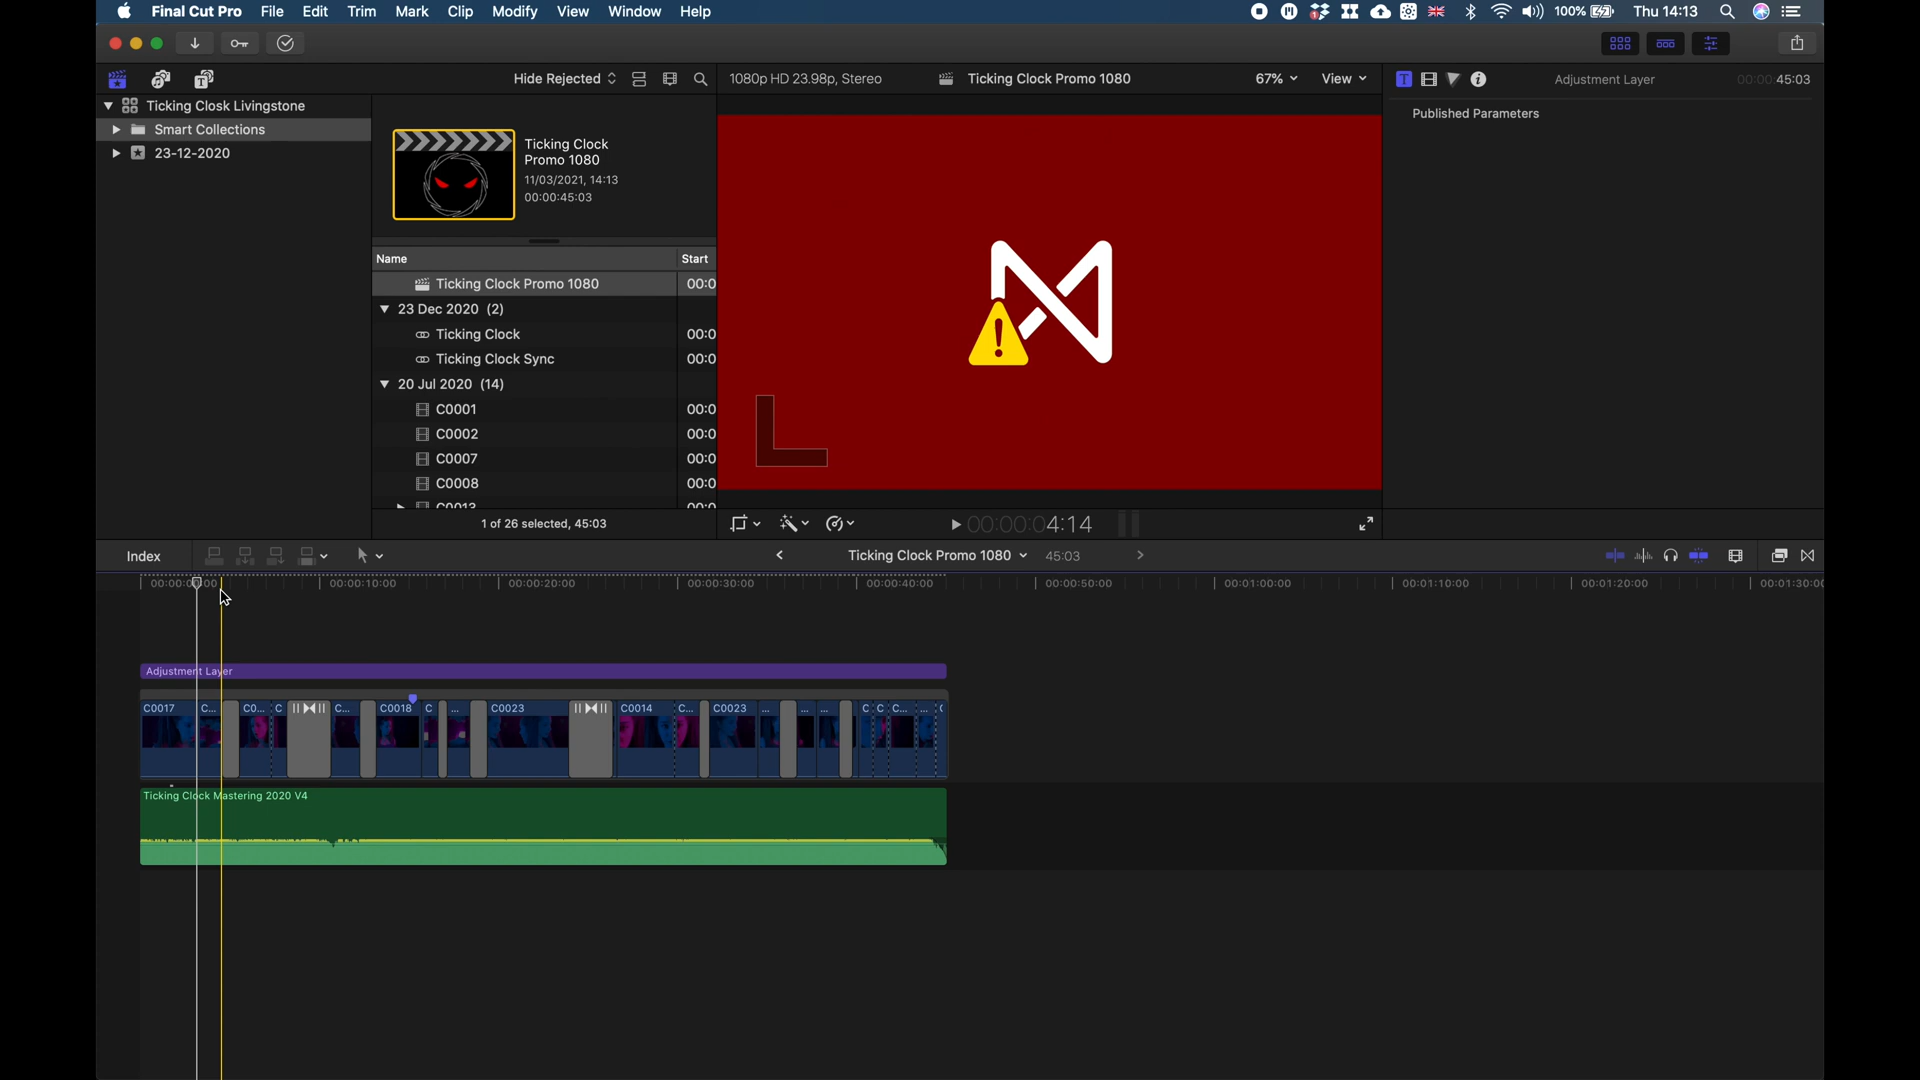 Final Cut Pro File Edit Trim Mark Clip Modify View Window Help
100% Thu 14:13
Hide Rejected
1080p HD 23.98p, Stereo Ticking Clock Promo 1080 67% View
Adjustment Layer 00:00:45:03
Ticking Closk Livingstone
Smart Collections
23-12-2020
Ticking Clock
Promo 1080
11/03/2021, 14:13
00:00:45:03
Published Parameters
Name Start
Ticking Clock Promo 1080 00:0
23 Dec 2020 (2)
Ticking Clock 00:0
Ticking Clock Sync 00:0
20 Jul 2020 (14)
C0001 00:0
C0002 00:0
C0007 00:0
C0008 00:0
1 of 26 selected, 45:03
00:00:04:14
Index
Ticking Clock Promo 1080 45:03
00:00:10:00 00:00:20:00 00:00:30:00 00:00:40:00 00:00:50:00 00:01:00:00 00:01:10:00 00:01:20:00 00:01:30:00
Adjustment Layer
C0017 C... C0... C C... C0018 C ... C0023 C0014 C... C0023 ... ... ... C C C... ...
Ticking Clock Mastering 2020 V4